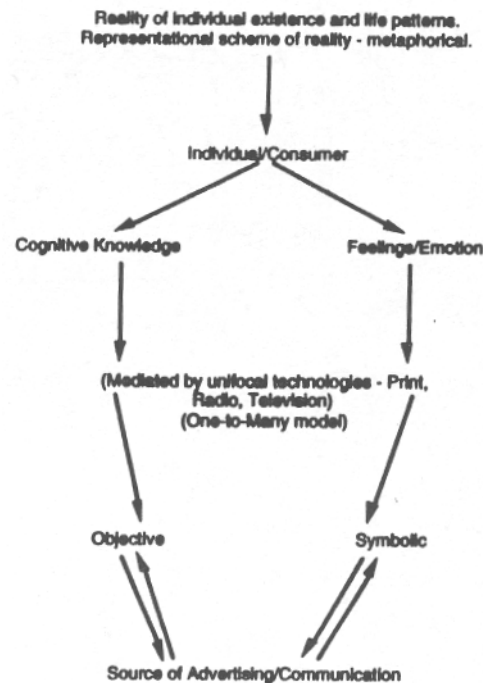 Reality of individual existence and life patterns.
Representational scheme of reality - metaphorical.
Individual/Consumer
Cognitive Knowledge
Feelings/Emotion
(Mediated by unifocal technologies - Print,
Radio, Television)
(One-to-Many model)
Objective
Symbolic
Source of Advertising/Communication